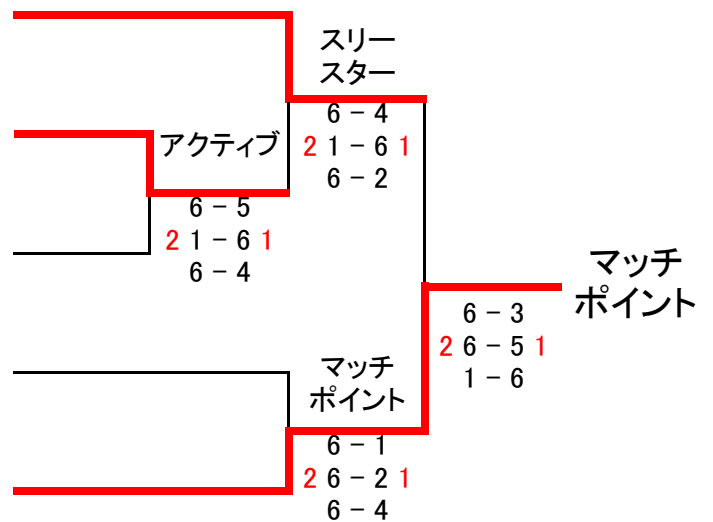 スリー
スター
6 - 4
2 1 - 6 1
6 - 2
アクティブ
6 - 5
2 1 - 6 1
6 - 4
マッチ
ポイント
6 - 3
2 6 - 5 1
1 - 6
マッチ
ポイント
6 - 1
2 6 - 2 1
6 - 4